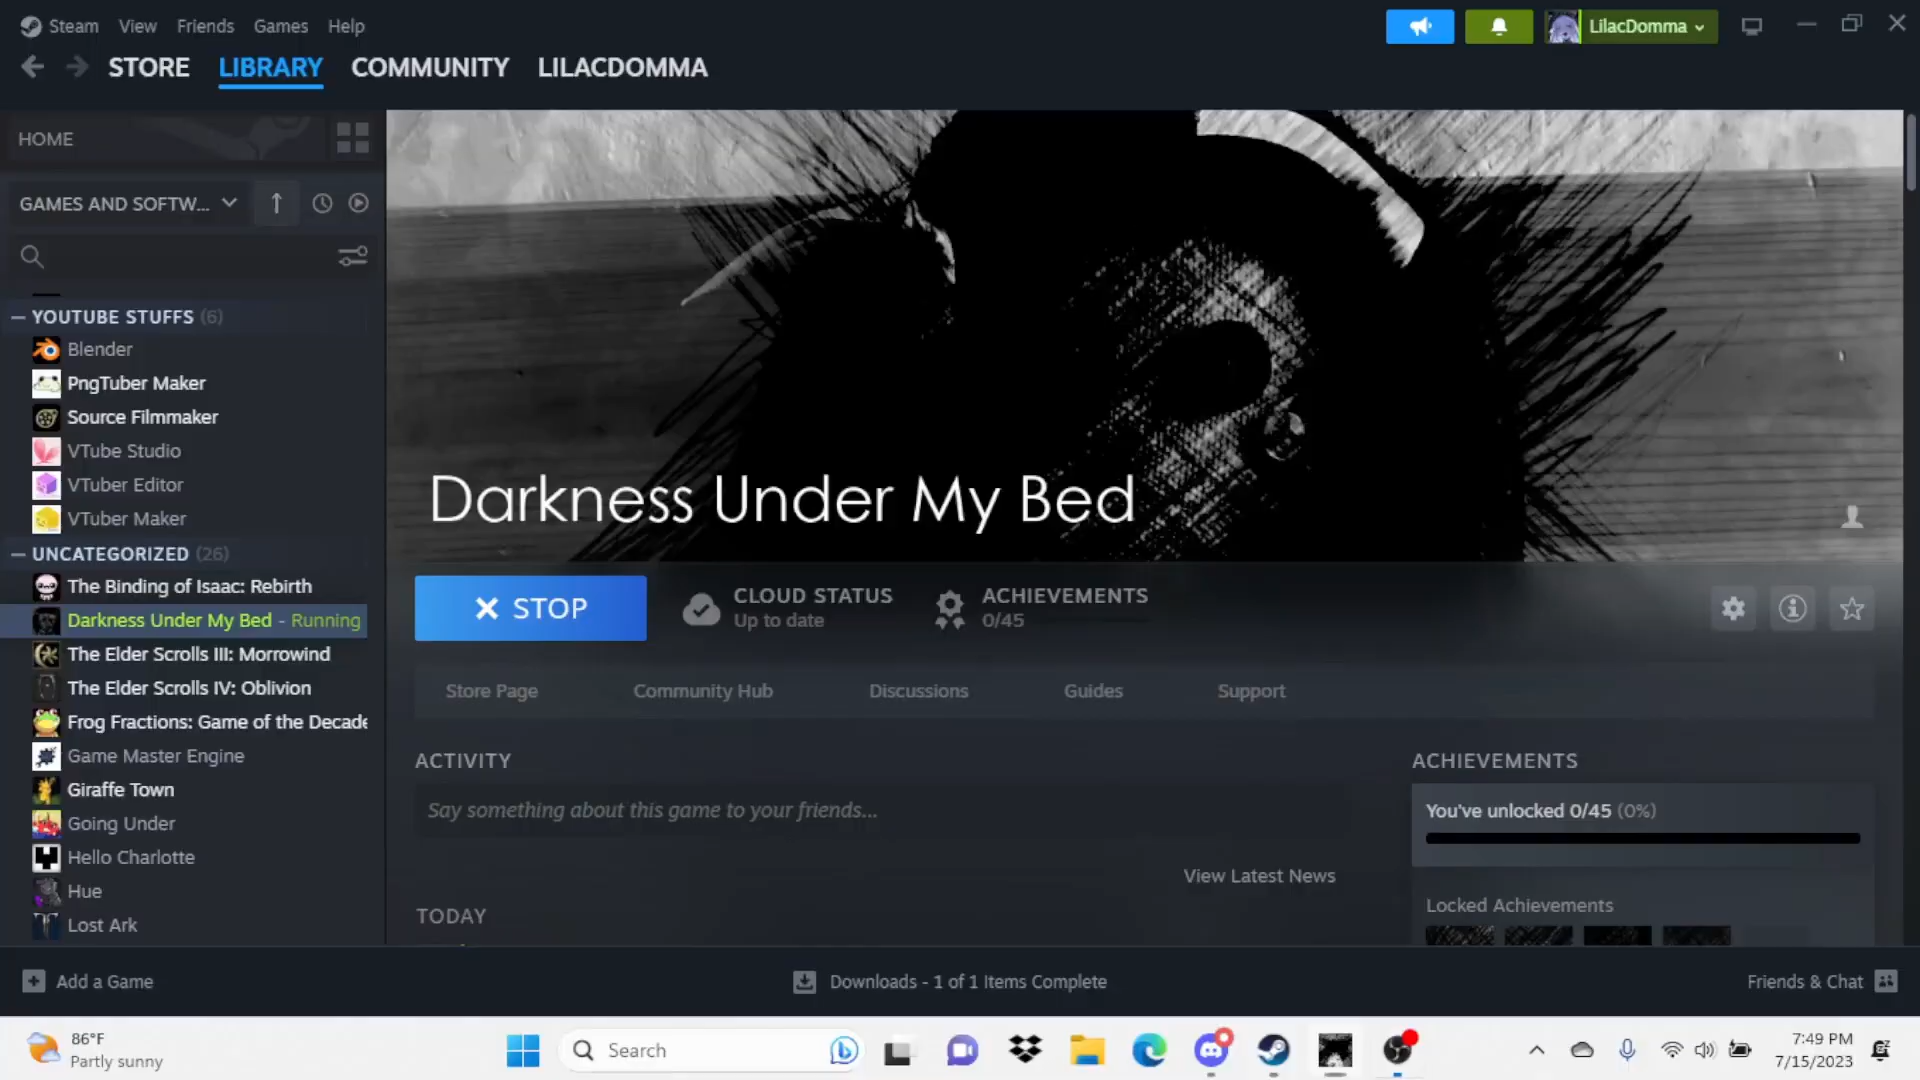 Steam View Friends Games Help
LilacDomma
STORE LIBRARY COMMUNITY LILACDOMMA
HOME
GAMES AND SOFTW...
— YOUTUBE STUFFS (6)
Blender
PngTuber Maker
Source Filmmaker
VTube Studio
VTuber Editor
VTuber Maker
— UNCATEGORIZED (26)
The Binding of Isaac: Rebirth
Darkness Under My Bed - Running
The Elder Scrolls III: Morrowind
The Elder Scrolls IV: Oblivion
Frog Fractions: Game of the Decade
Game Master Engine
Giraffe Town
Going Under
Hello Charlotte
Hue
Lost Ark
Darkness Under My Bed
STOP
CLOUD STATUS
Up to date
ACHIEVEMENTS
0/45
Store Page Community Hub Discussions Guides Support
ACTIVITY
Say something about this game to your friends...
View Latest News
TODAY
ACHIEVEMENTS
You've unlocked 0/45 (0%)
Locked Achievements
Add a Game
Downloads - 1 of 1 Items Complete
Friends & Chat
86°F
Partly sunny
Search
7:49 PM
7/15/2023